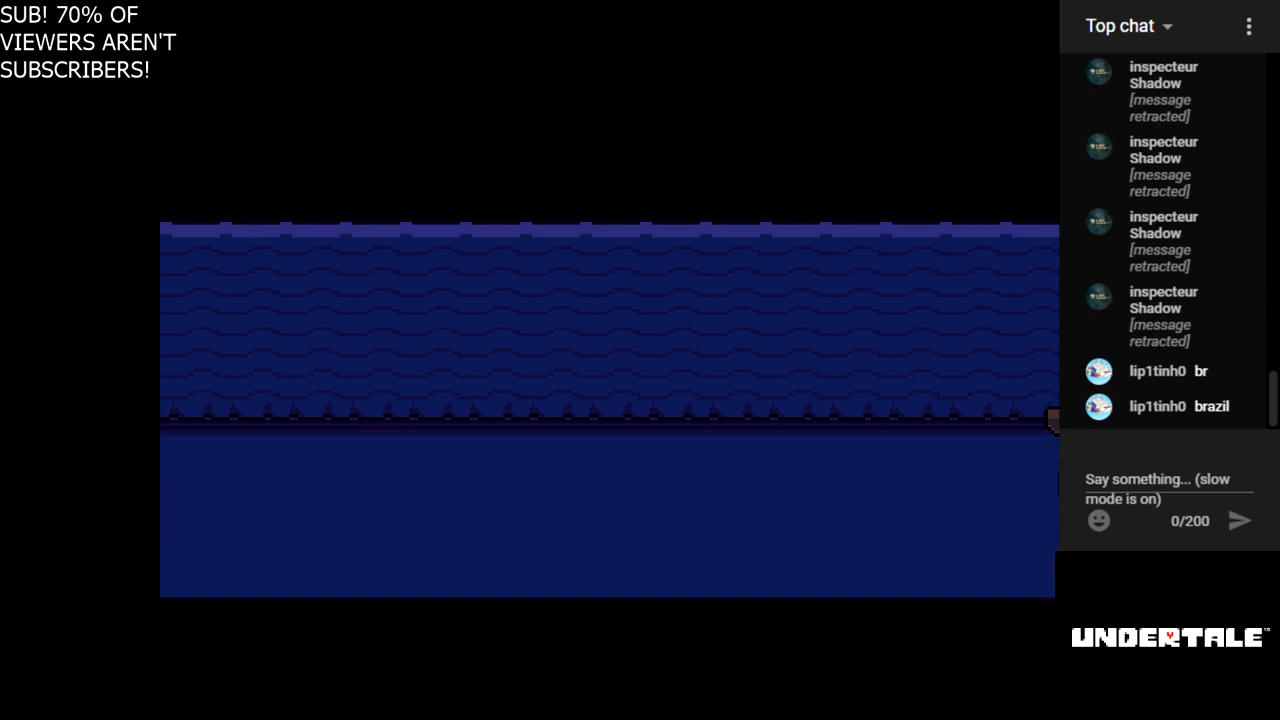 SUB! 70% OF
VIEWERS AREN'T
SUBSCRIBERS!
Top chat
inspecteur
Shadow
[message
retracted]
inspecteur
Shadow
[message
retracted]
inspecteur
Shadow
[message
retracted]
inspecteur
Shadow
[message
retracted]
lip1tinh0 br
lip1tinh0 brazil
Say something... (slow
mode is on)
0/200
UNDERTALE™